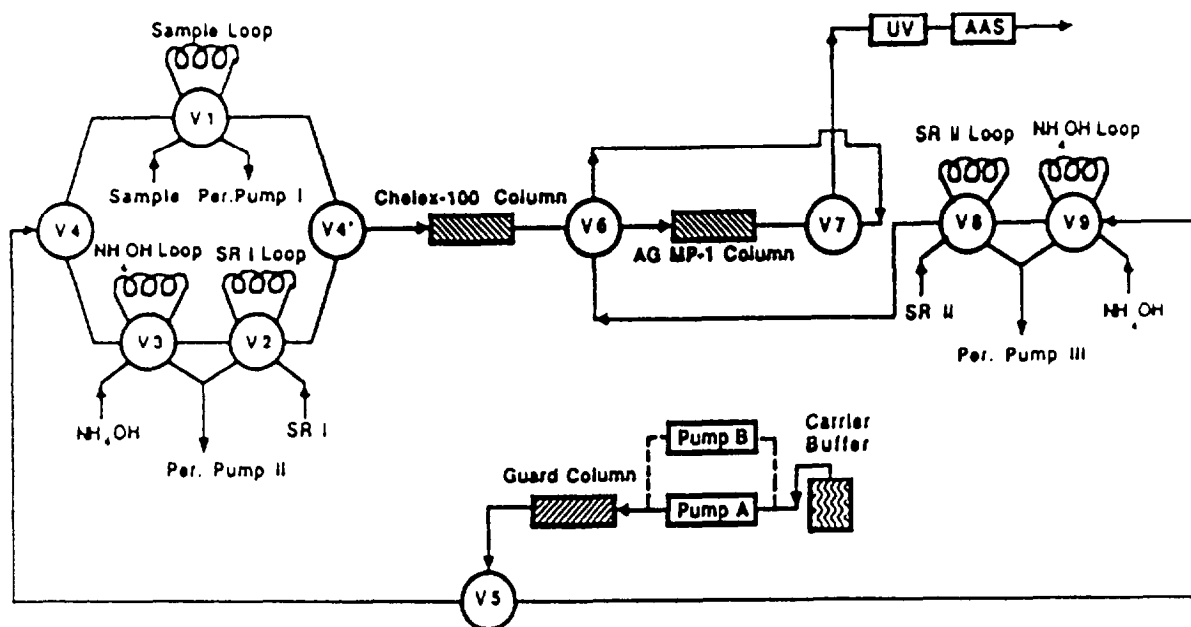 Sample Loop
V1
Sample Per. Pump I
UV
AAS
V4
V4'
Chelex-100 Column
V6
AG MP-1 Column
V7
SR II Loop
NH4OH Loop
V8
V9
SR II
NH4OH
Per. Pump III
NH4OH Loop
SR I Loop
V3
V2
NH4OH
SR I
Per. Pump II
Guard Column
Pump B
Pump A
Carrier
Buffer
V5